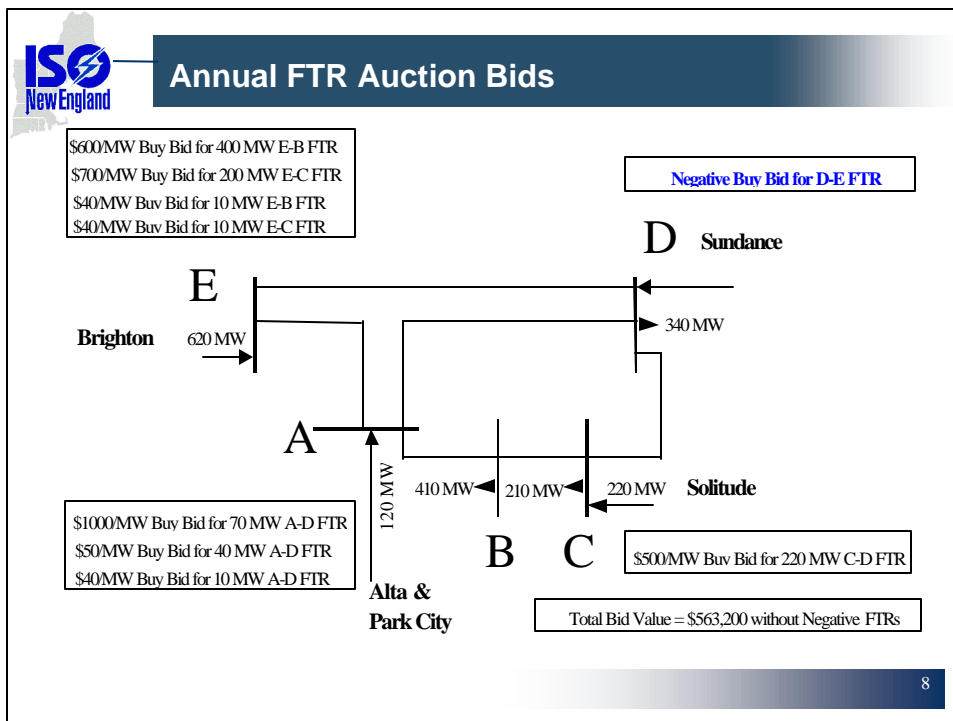 ISO
New England
Annual FTR Auction Bids
$600/MW Buy Bid for 400 MW E-B FTR
$700/MW Buy Bid for 200 MW E-C FTR
$40/MW Buy Bid for 10 MW E-B FTR
$40/MW Buy Bid for 10 MW E-C FTR
Negative Buy Bid for D-E FTR
D
Sundance
E
Brighton
620 MW
340 MW
A
120 MW
410 MW
210 MW
220 MW
Solitude
B
C
$1000/MW Buy Bid for 70 MW A-D FTR
$50/MW Buy Bid for 40 MW A-D FTR
$40/MW Buy Bid for 10 MW A-D FTR
$500/MW Buy Bid for 220 MW C-D FTR
Alta &
Park City
Total Bid Value = $563,200 without Negative FTRs
8